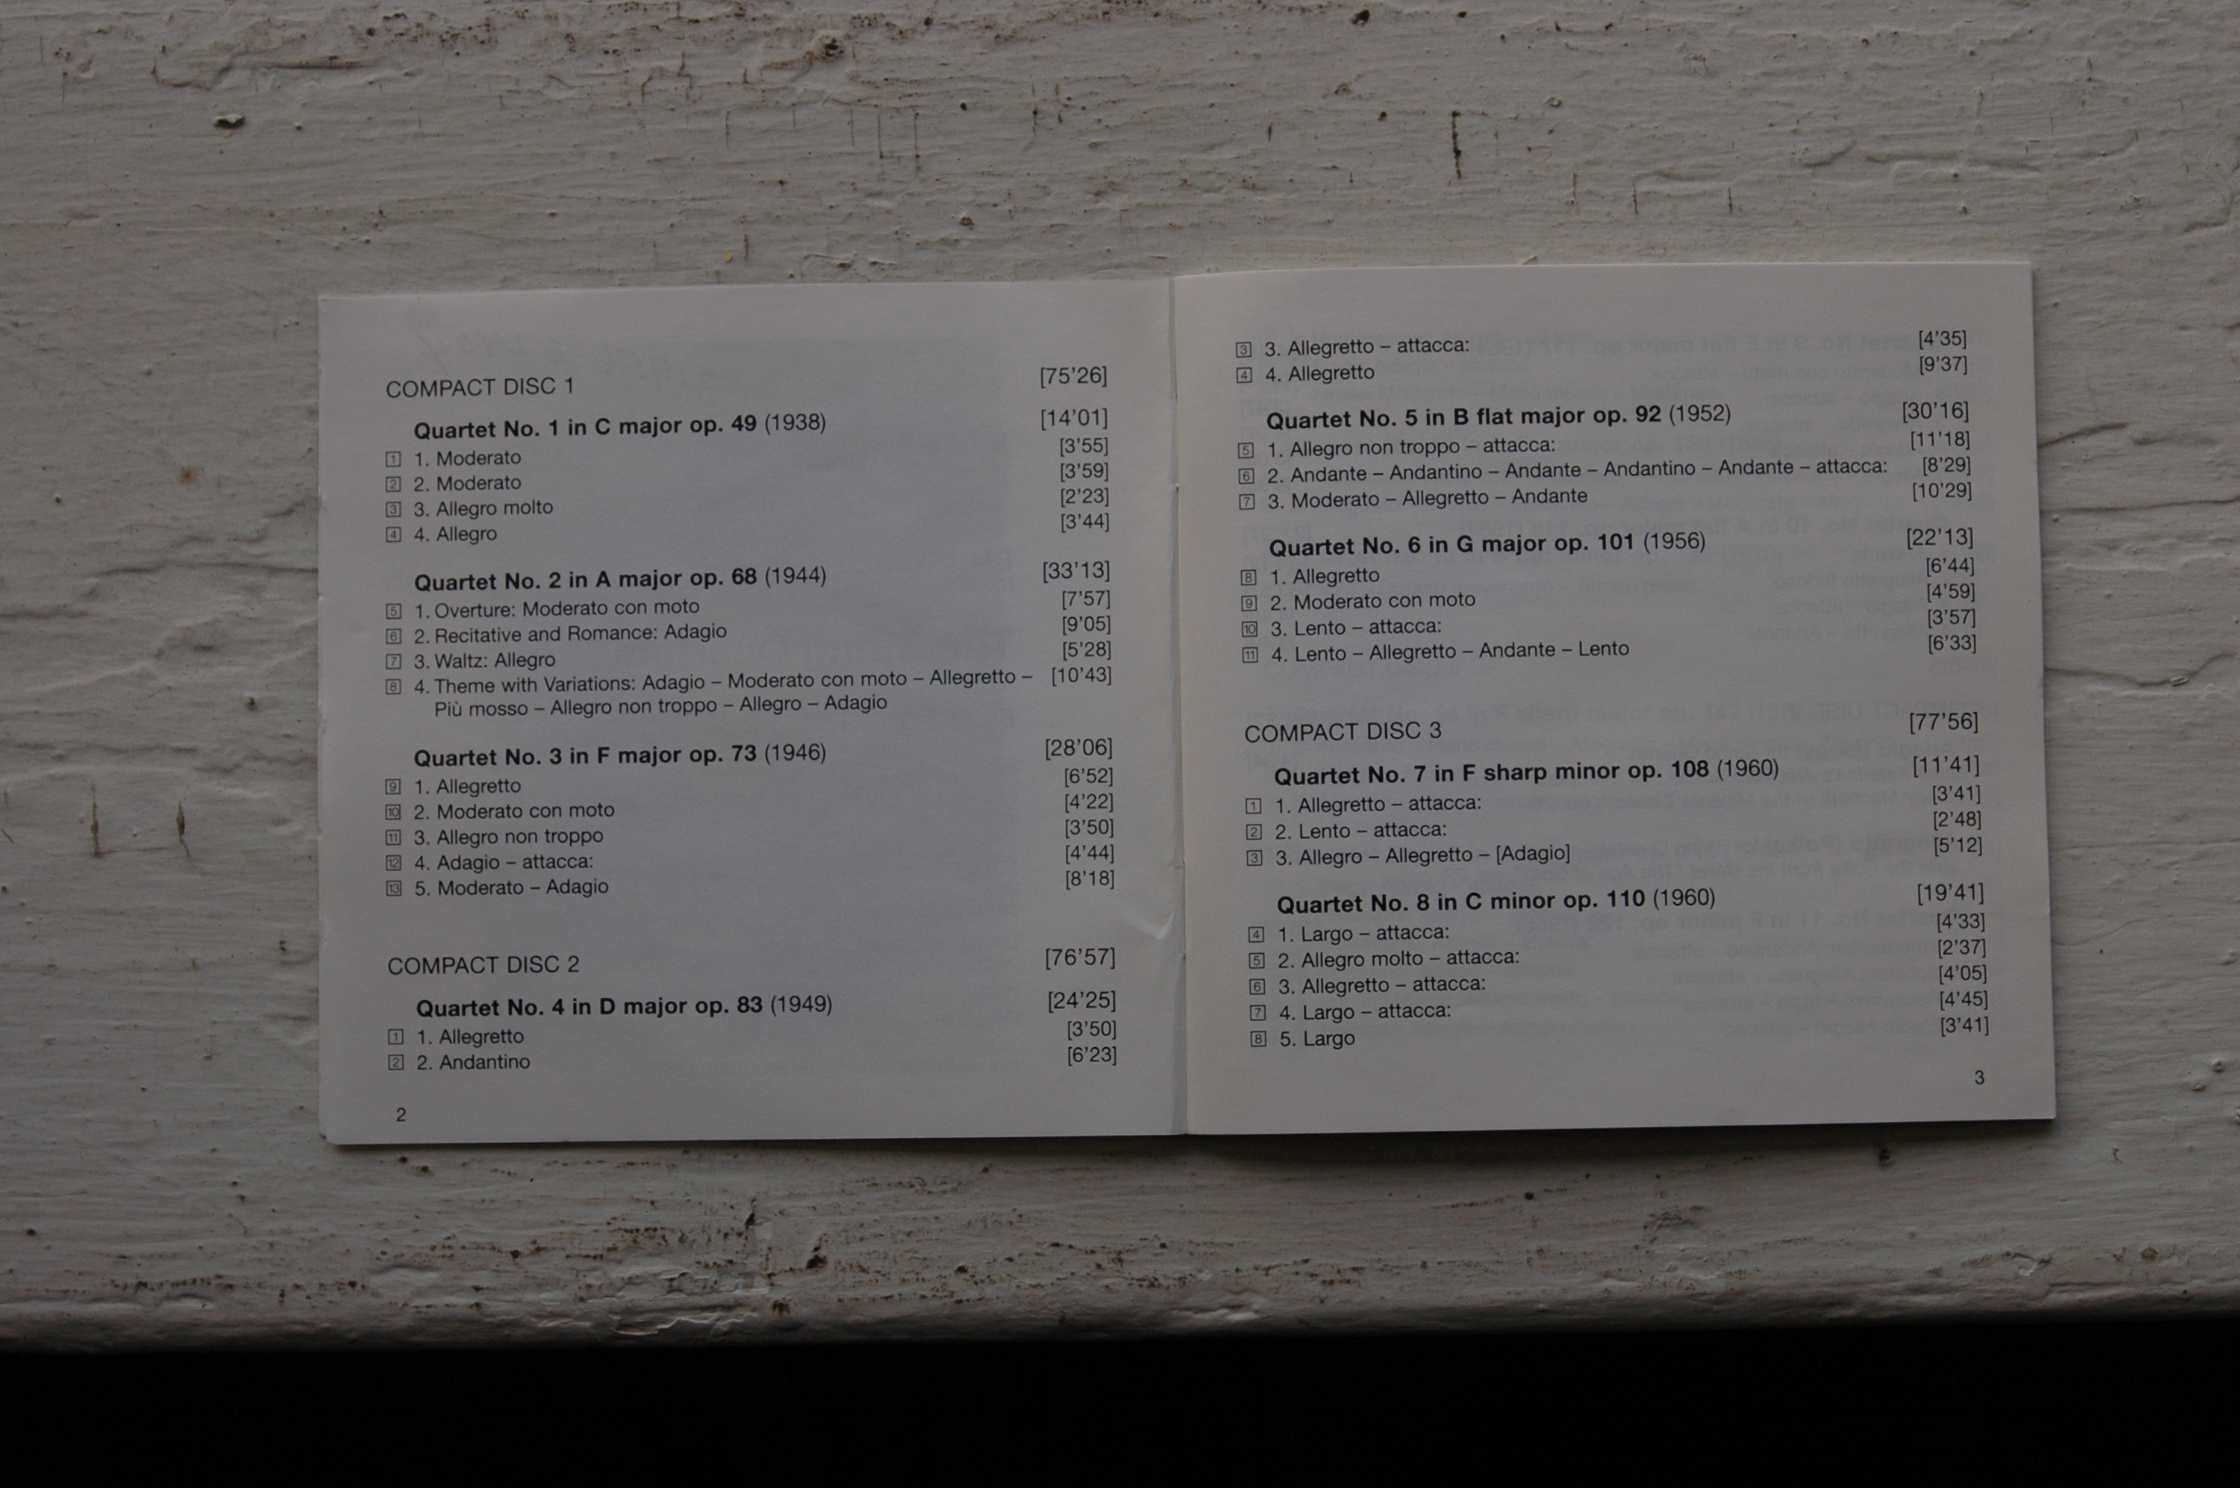 COMPACT DISC 1 [75'26]
Quartet No. 1 in C major op. 49 (1938) [14'01]
1 1. Moderato [3'55]
2 2. Moderato [3'59]
3 3. Allegro molto [2'23]
4 4. Allegro [3'44]
Quartet No. 2 in A major op. 68 (1944) [33'13]
5 1. Overture: Moderato con moto [7'57]
6 2. Recitative and Romance: Adagio [9'05]
7 3. Waltz: Allegro [5'28]
8 4. Theme with Variations: Adagio – Moderato con moto – Allegretto – [10'43]
Più mosso – Allegro non troppo – Allegro – Adagio
Quartet No. 3 in F major op. 73 (1946) [28'06]
9 1. Allegretto [6'52]
10 2. Moderato con moto [4'22]
11 3. Allegro non troppo [3'50]
12 4. Adagio – attacca: [4'44]
13 5. Moderato – Adagio [8'18]
COMPACT DISC 2 [76'57]
Quartet No. 4 in D major op. 83 (1949) [24'25]
1 1. Allegretto [3'50]
2 2. Andantino [6'23]
2
3 3. Allegretto – attacca: [4'35]
4 4. Allegretto [9'37]
Quartet No. 5 in B flat major op. 92 (1952) [30'16]
5 1. Allegro non troppo – attacca: [11'18]
6 2. Andante – Andantino – Andante – Andantino – Andante – attacca: [8'29]
7 3. Moderato – Allegretto – Andante [10'29]
Quartet No. 6 in G major op. 101 (1956) [22'13]
8 1. Allegretto [6'44]
9 2. Moderato con moto [4'59]
10 3. Lento – attacca: [3'57]
11 4. Lento – Allegretto – Andante – Lento [6'33]
COMPACT DISC 3 [77'56]
Quartet No. 7 in F sharp minor op. 108 (1960) [11'41]
1 1. Allegretto – attacca: [3'41]
2 2. Lento – attacca: [2'48]
3 3. Allegro – Allegretto – [Adagio] [5'12]
Quartet No. 8 in C minor op. 110 (1960) [19'41]
4 1. Largo – attacca: [4'33]
5 2. Allegro molto – attacca: [2'37]
6 3. Allegretto – attacca: [4'05]
7 4. Largo – attacca: [4'45]
8 5. Largo [3'41]
3